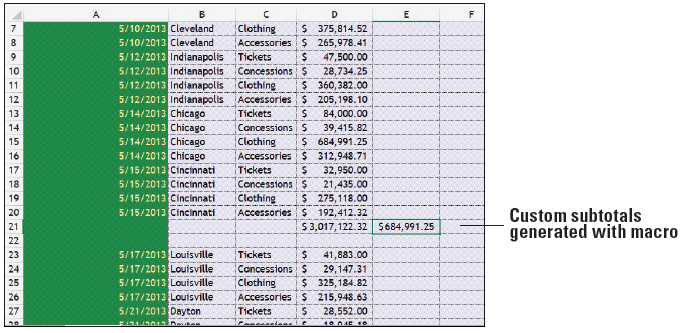 A B C D E F
7 5/10/2013 Cleveland Clothing $ 375,814.52
8 5/10/2013 Cleveland Accessories $ 265,978.41
9 5/12/2013 Indianapolis Tickets $ 47,500.00
10 5/12/2013 Indianapolis Concessions $ 28,734.25
11 5/12/2013 Indianapolis Clothing $ 360,382.00
12 5/12/2013 Indianapolis Accessories $ 205,198.10
13 5/14/2013 Chicago Tickets $ 84,000.00
14 5/14/2013 Chicago Concessions $ 39,415.82
15 5/14/2013 Chicago Clothing $ 684,991.25
16 5/14/2013 Chicago Accessories $ 312,948.71
17 5/15/2013 Cincinnati Tickets $ 32,950.00
18 5/15/2013 Cincinnati Concessions $ 21,435.00
19 5/15/2013 Cincinnati Clothing $ 275,118.00
20 5/15/2013 Cincinnati Accessories $ 192,412.32
21 $3,017,122.32 $684,991.25
22
23 5/17/2013 Louisville Tickets $ 41,883.00
24 5/17/2013 Louisville Concessions $ 29,147.31
25 5/17/2013 Louisville Clothing $ 325,184.82
26 5/17/2013 Louisville Accessories $ 215,948.63
27 5/21/2013 Dayton Tickets $ 28,552.00
Custom subtotals
generated with macro